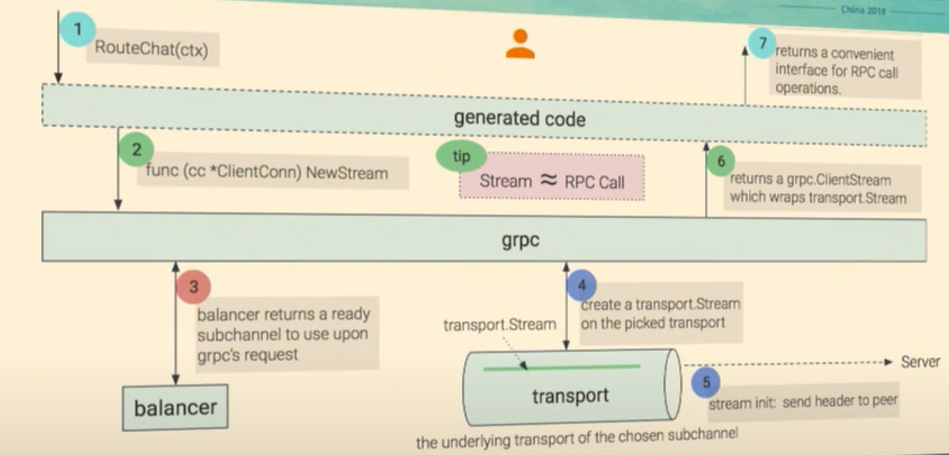 China 2018
1
RouteChat(ctx)
7
returns a convenient
interface for RPC call
operations.
generated code
2
func (cc *ClientConn) NewStream
tip
Stream ≈ RPC Call
6
returns a grpc.ClientStream
which wraps transport.Stream
grpc
3
balancer returns a ready
subchannel to use upon
grpc's request
4
create a transport.Stream
on the picked transport
transport.Stream
Server
transport
5
stream init: send header to peer
balancer
the underlying transport of the chosen subchannel